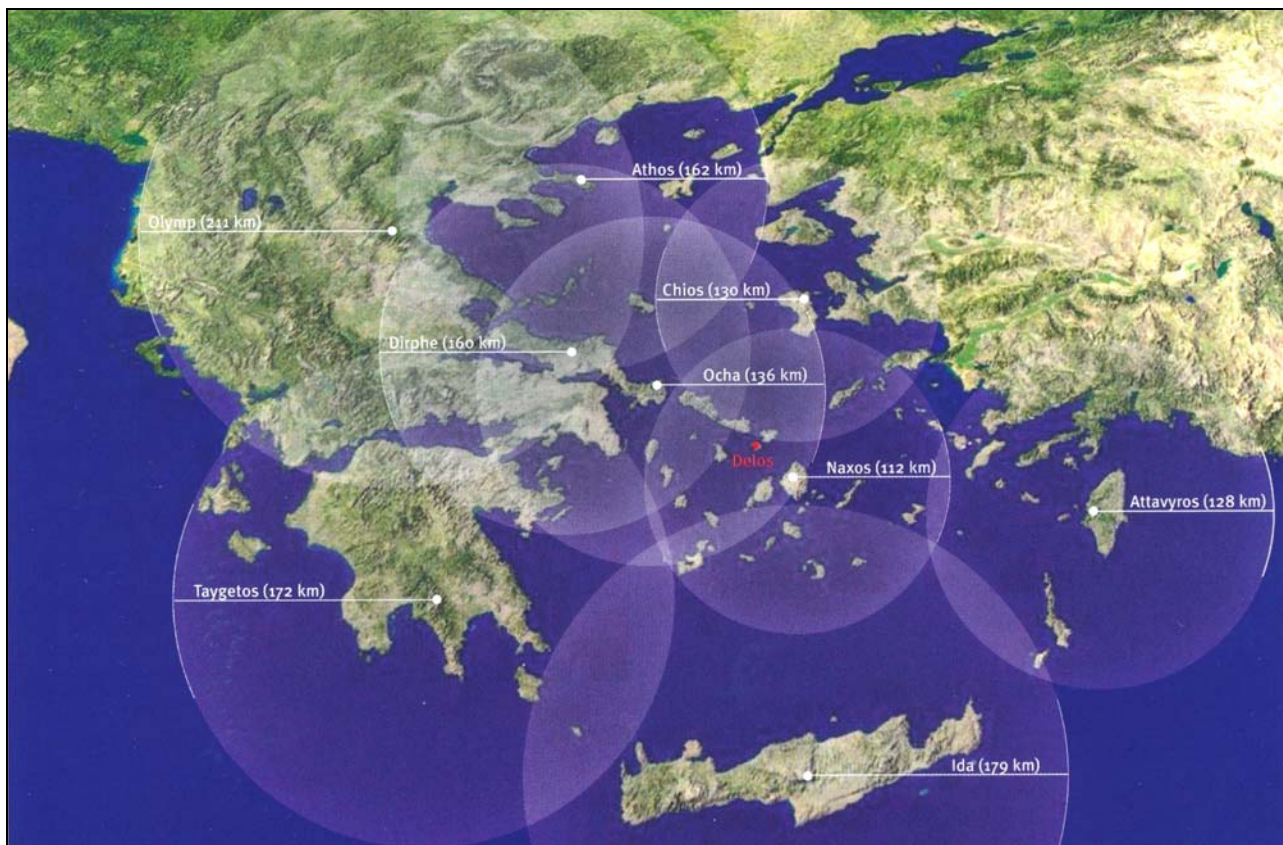 Athos (162 km)
Olymp (211 km)
Chios (130 km)
Dirphe (160 km)
Ocha (136 km)
Delos
Naxos (112 km)
Attavyros (128 km)
Taygetos (172 km)
Ida (179 km)